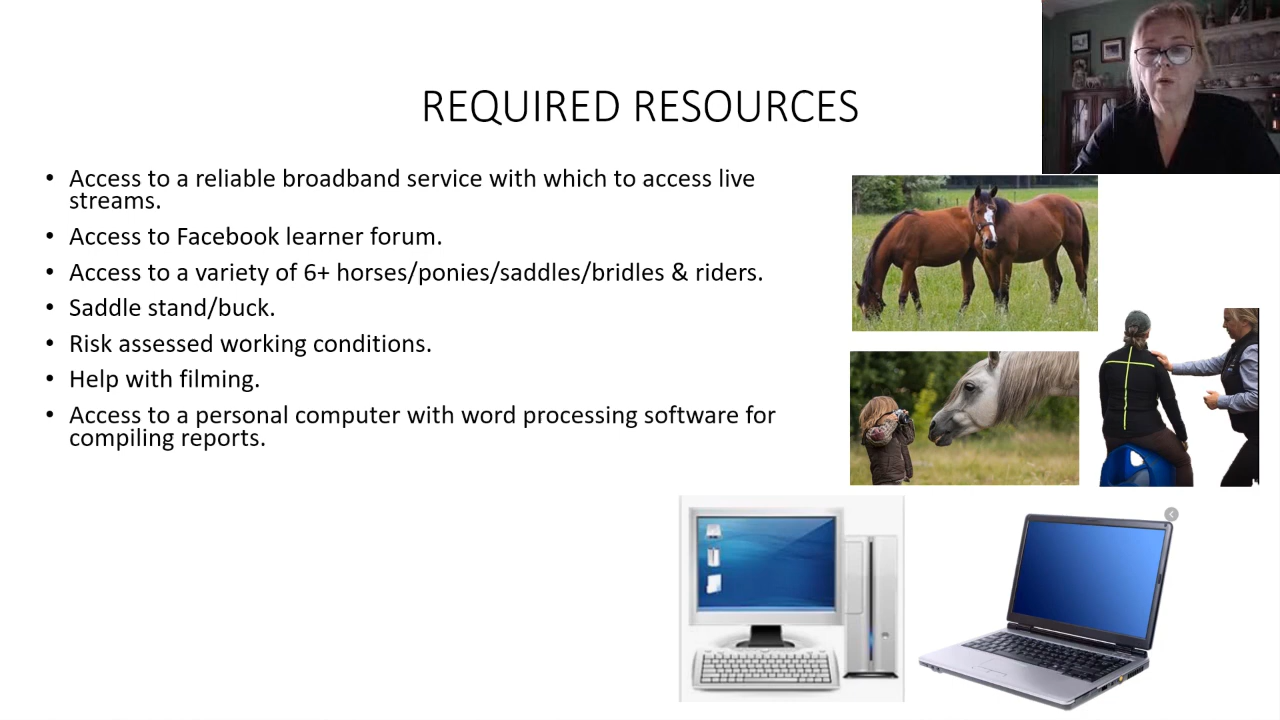 REQUIRED RESOURCES
• Access to a reliable broadband service with which to access live
streams.
• Access to Facebook learner forum.
• Access to a variety of 6+ horses/ponies/saddles/bridles & riders.
• Saddle stand/buck.
• Risk assessed working conditions.
• Help with filming.
• Access to a personal computer with word processing software for
compiling reports.